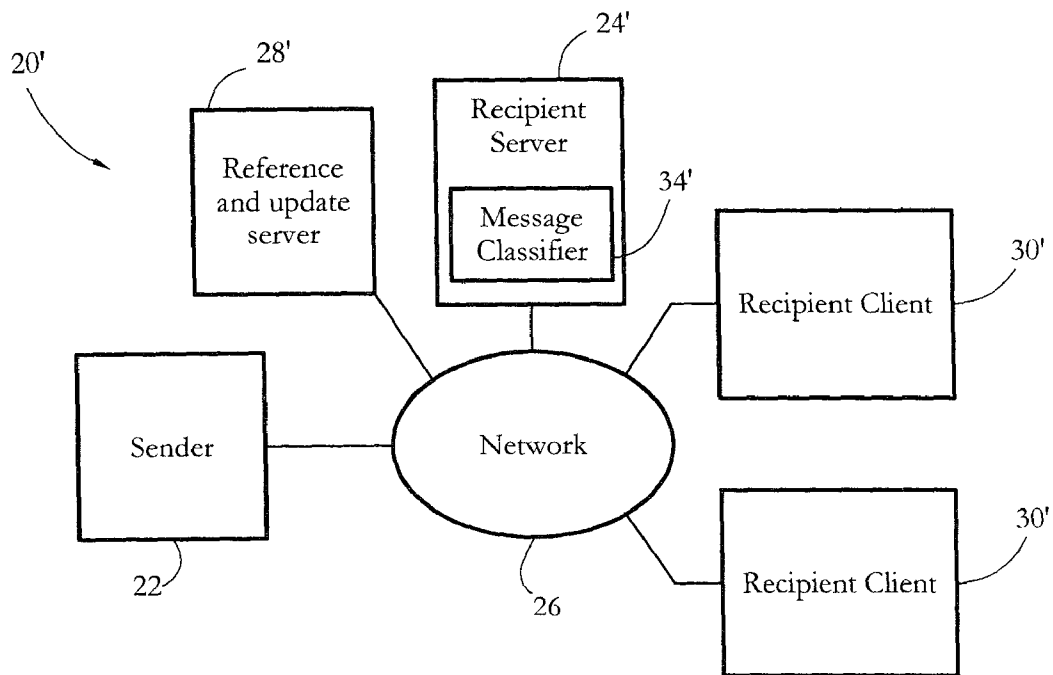 20'
28'
24'
Reference
and update
server
Recipient
Server
34'
Message
Classifier
30'
Recipient Client
Sender
22
Network
26
30'
Recipient Client